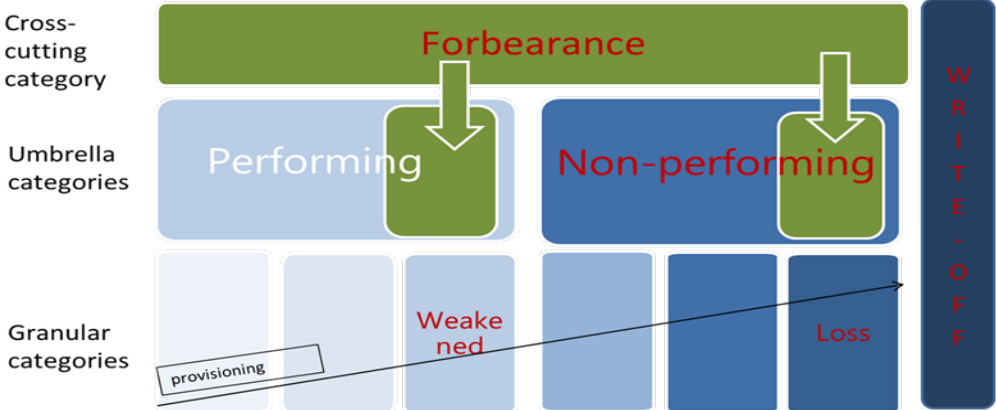 Cross-
cutting
category
Forbearance
Umbrella
categories
Performing
Non-performing
Granular
categories
provisioning
Weake
ned
Loss
W
R
I
T
E
-
O
F
F